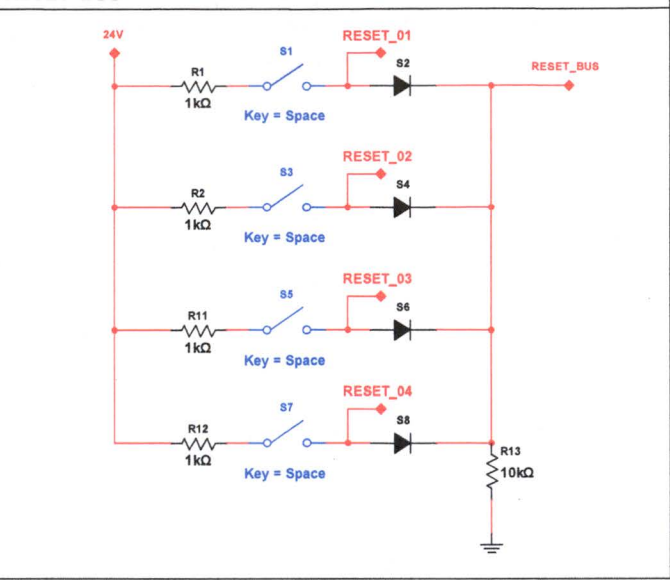 24V
RESET_01
S1
S2
RESET_BUS
R1
1kΩ
Key = Space
RESET_02
S3
S4
R2
1kΩ
Key = Space
RESET_03
S5
S6
R11
1kΩ
Key = Space
RESET_04
S7
S8
R12
1kΩ
Key = Space
R13
10kΩ